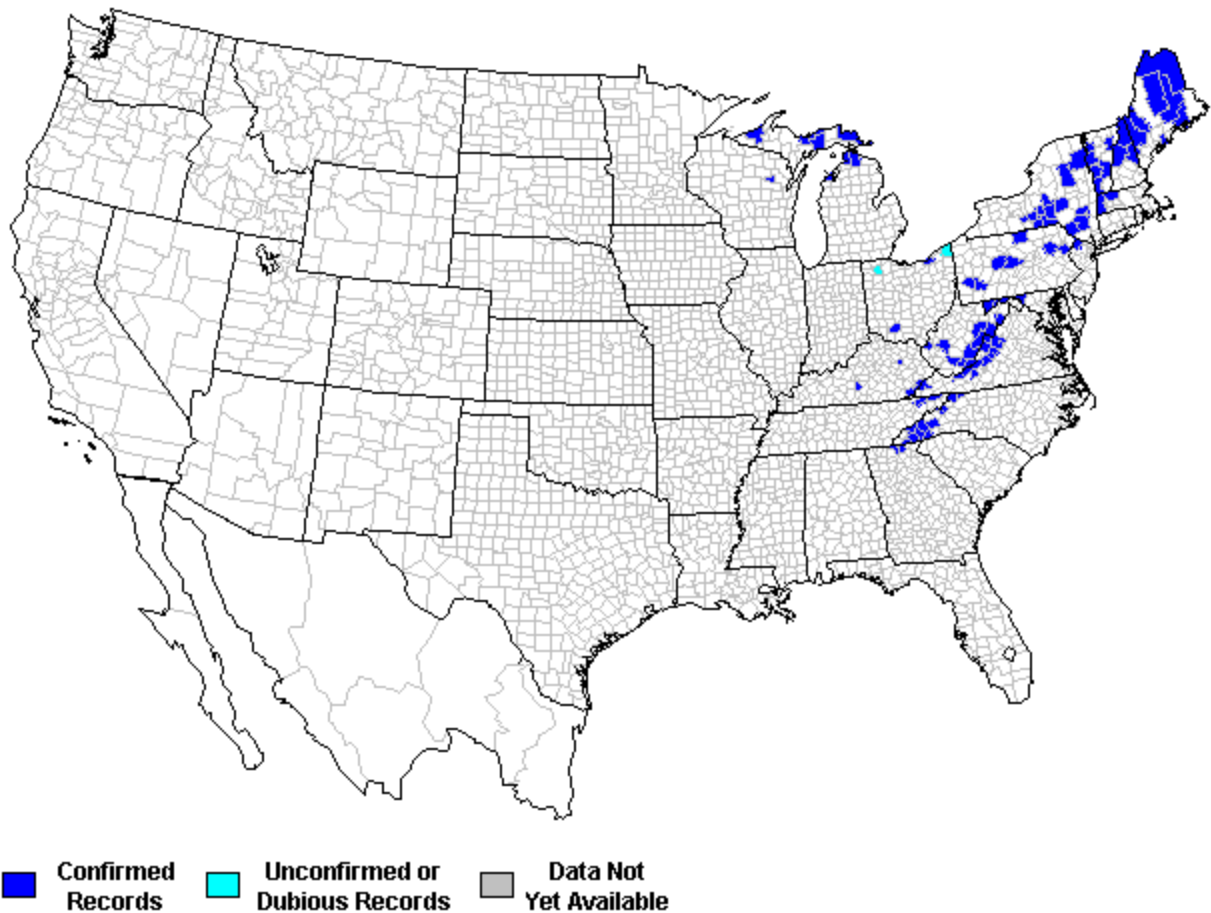 Confirmed
Records
Unconfirmed or
Dubious Records
Data Not
Yet Available